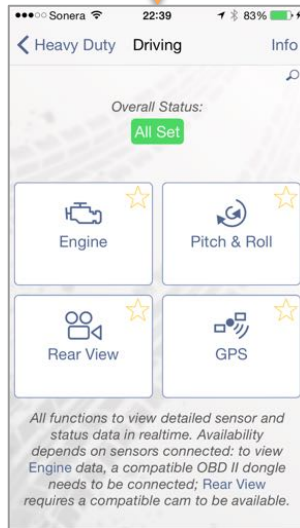 Sonera 22:39 83%
Heavy Duty Driving Info
Overall Status:
All Set
Engine Pitch & Roll
Rear View GPS
All functions to view detailed sensor and
status data in realtime. Availability
depends on sensors connected: to view
Engine data, a compatible OBD II dongle
needs to be connected; Rear View
requires a compatible cam to be available.